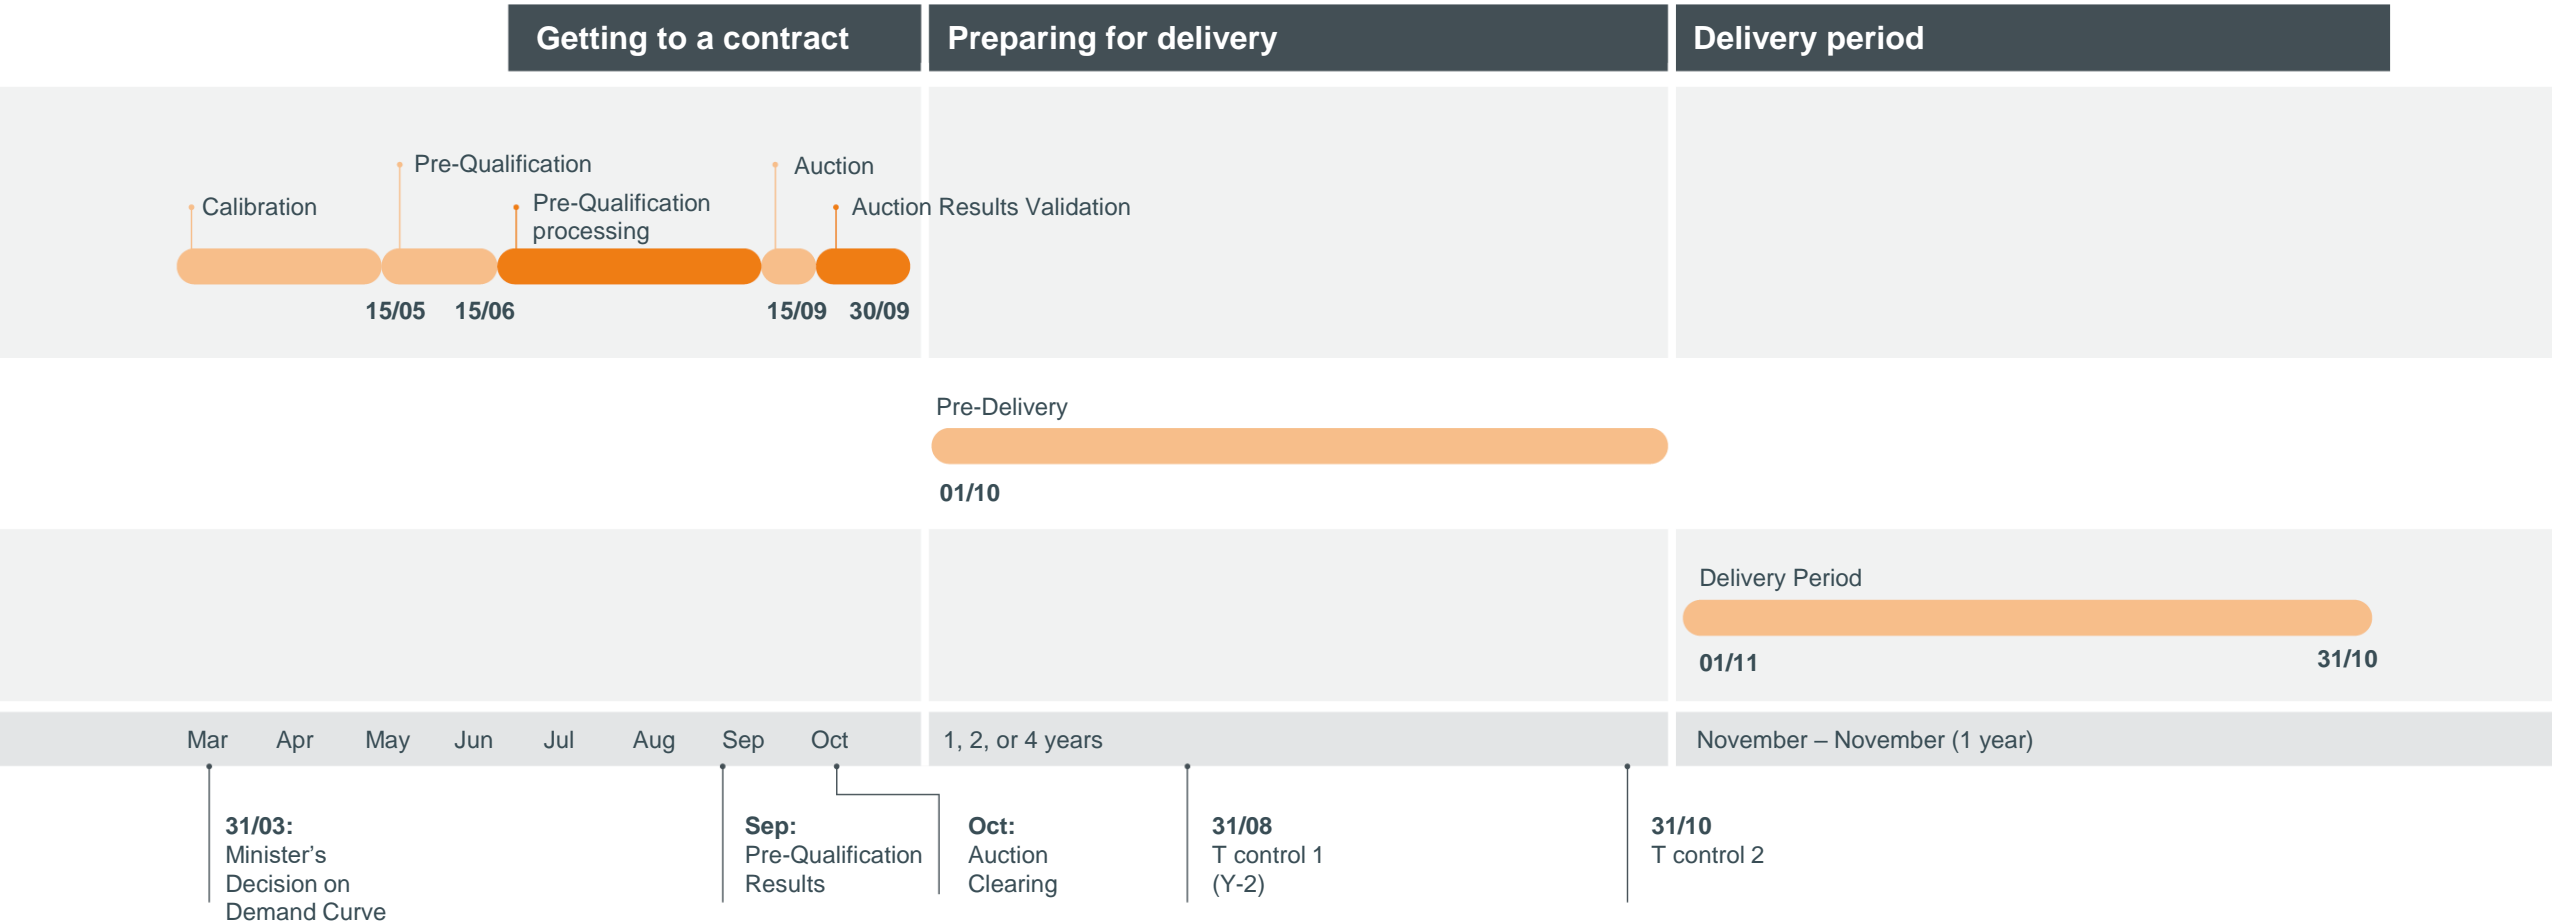 Getting to a contract
Preparing for delivery
Delivery period
Pre-Qualification
Auction
Calibration
Pre-Qualification
processing
Auction Results Validation
15/05
15/06
15/09
30/09
Pre-Delivery
01/10
Delivery Period
01/11
31/10
Mar
Apr
May
Jun
Jul
Aug
Sep
Oct
1, 2, or 4 years
November – November (1 year)
31/03:
Minister’s
Decision on
Demand Curve
Sep:
Pre-Qualification
Results
Oct:
Auction
Clearing
31/08
T control 1
(Y-2)
31/10
T control 2